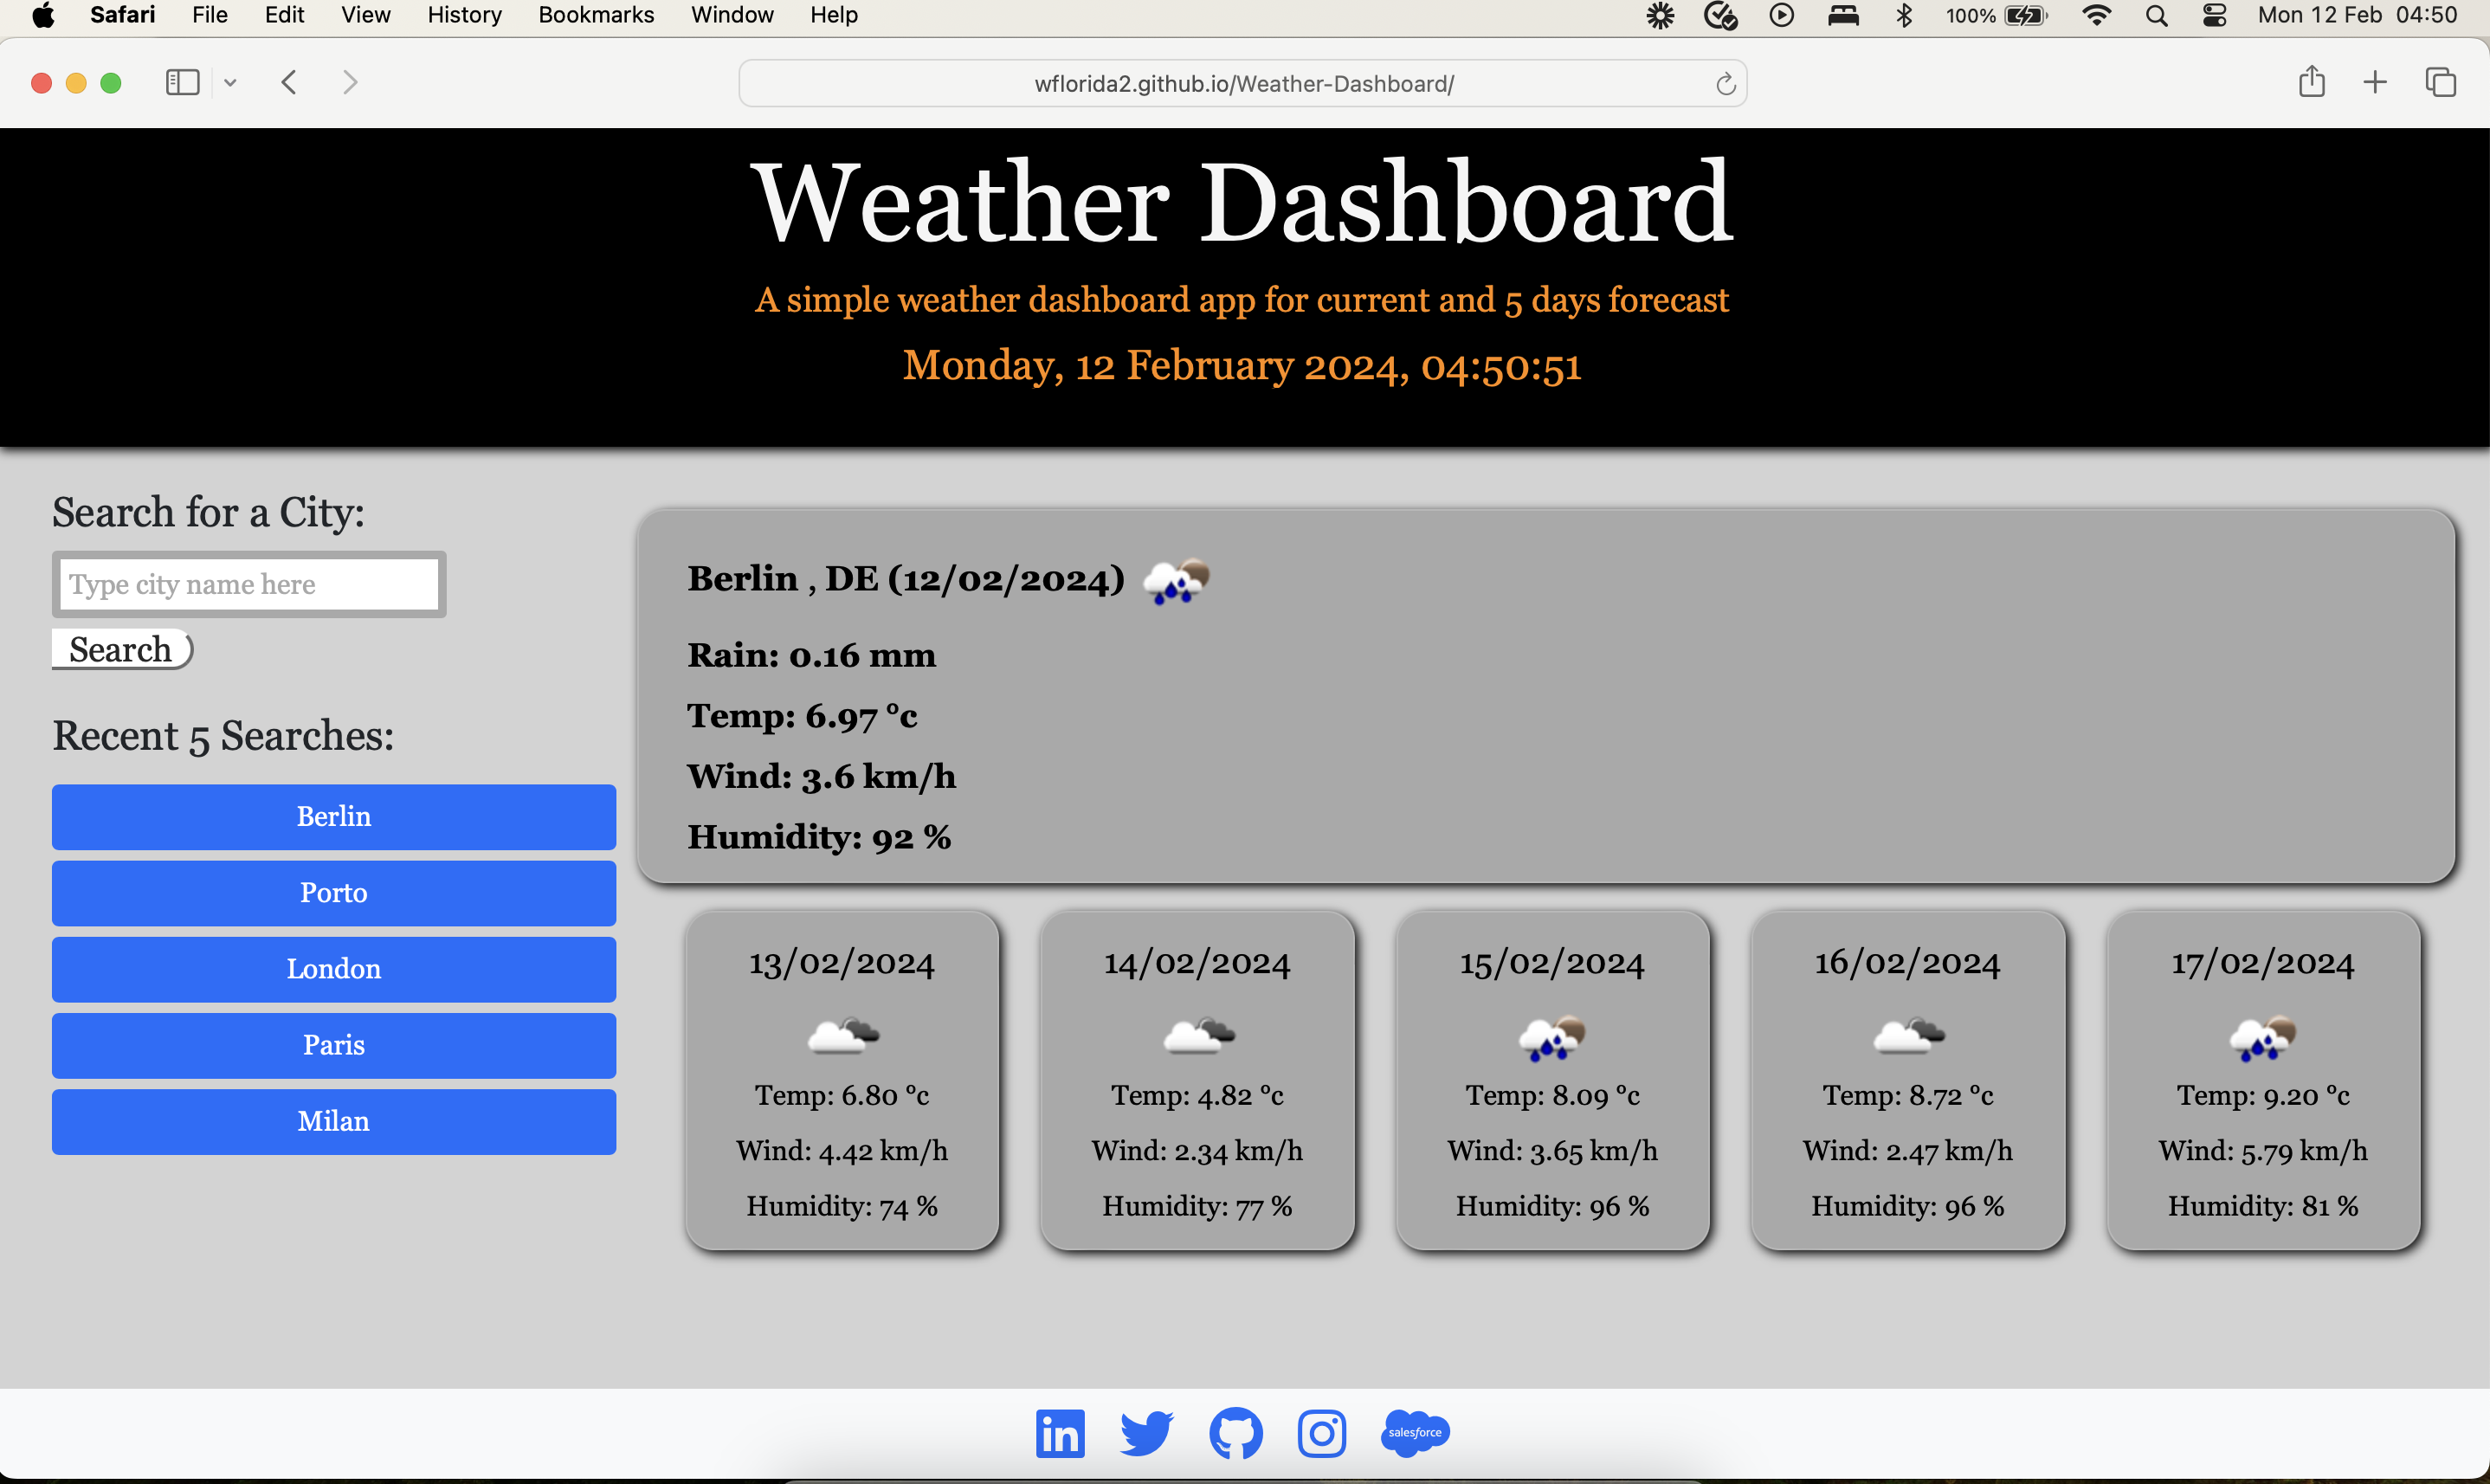 Safari File Edit View History Bookmarks Window Help 100% Mon 12 Feb 04:50
wflorida2.github.io/Weather-Dashboard/
Weather Dashboard
A simple weather dashboard app for current and 5 days forecast
Monday, 12 February 2024, 04:50:51
Search for a City:
Type city name here
Search
Recent 5 Searches:
Berlin
Porto
London
Paris
Milan
Berlin , DE (12/02/2024)
Rain: 0.16 mm
Temp: 6.97 °c
Wind: 3.6 km/h
Humidity: 92 %
13/02/2024
Temp: 6.80 °c
Wind: 4.42 km/h
Humidity: 74 %
14/02/2024
Temp: 4.82 °c
Wind: 2.34 km/h
Humidity: 77 %
15/02/2024
Temp: 8.09 °c
Wind: 3.65 km/h
Humidity: 96 %
16/02/2024
Temp: 8.72 °c
Wind: 2.47 km/h
Humidity: 96 %
17/02/2024
Temp: 9.20 °c
Wind: 5.79 km/h
Humidity: 81 %
in
salesforce